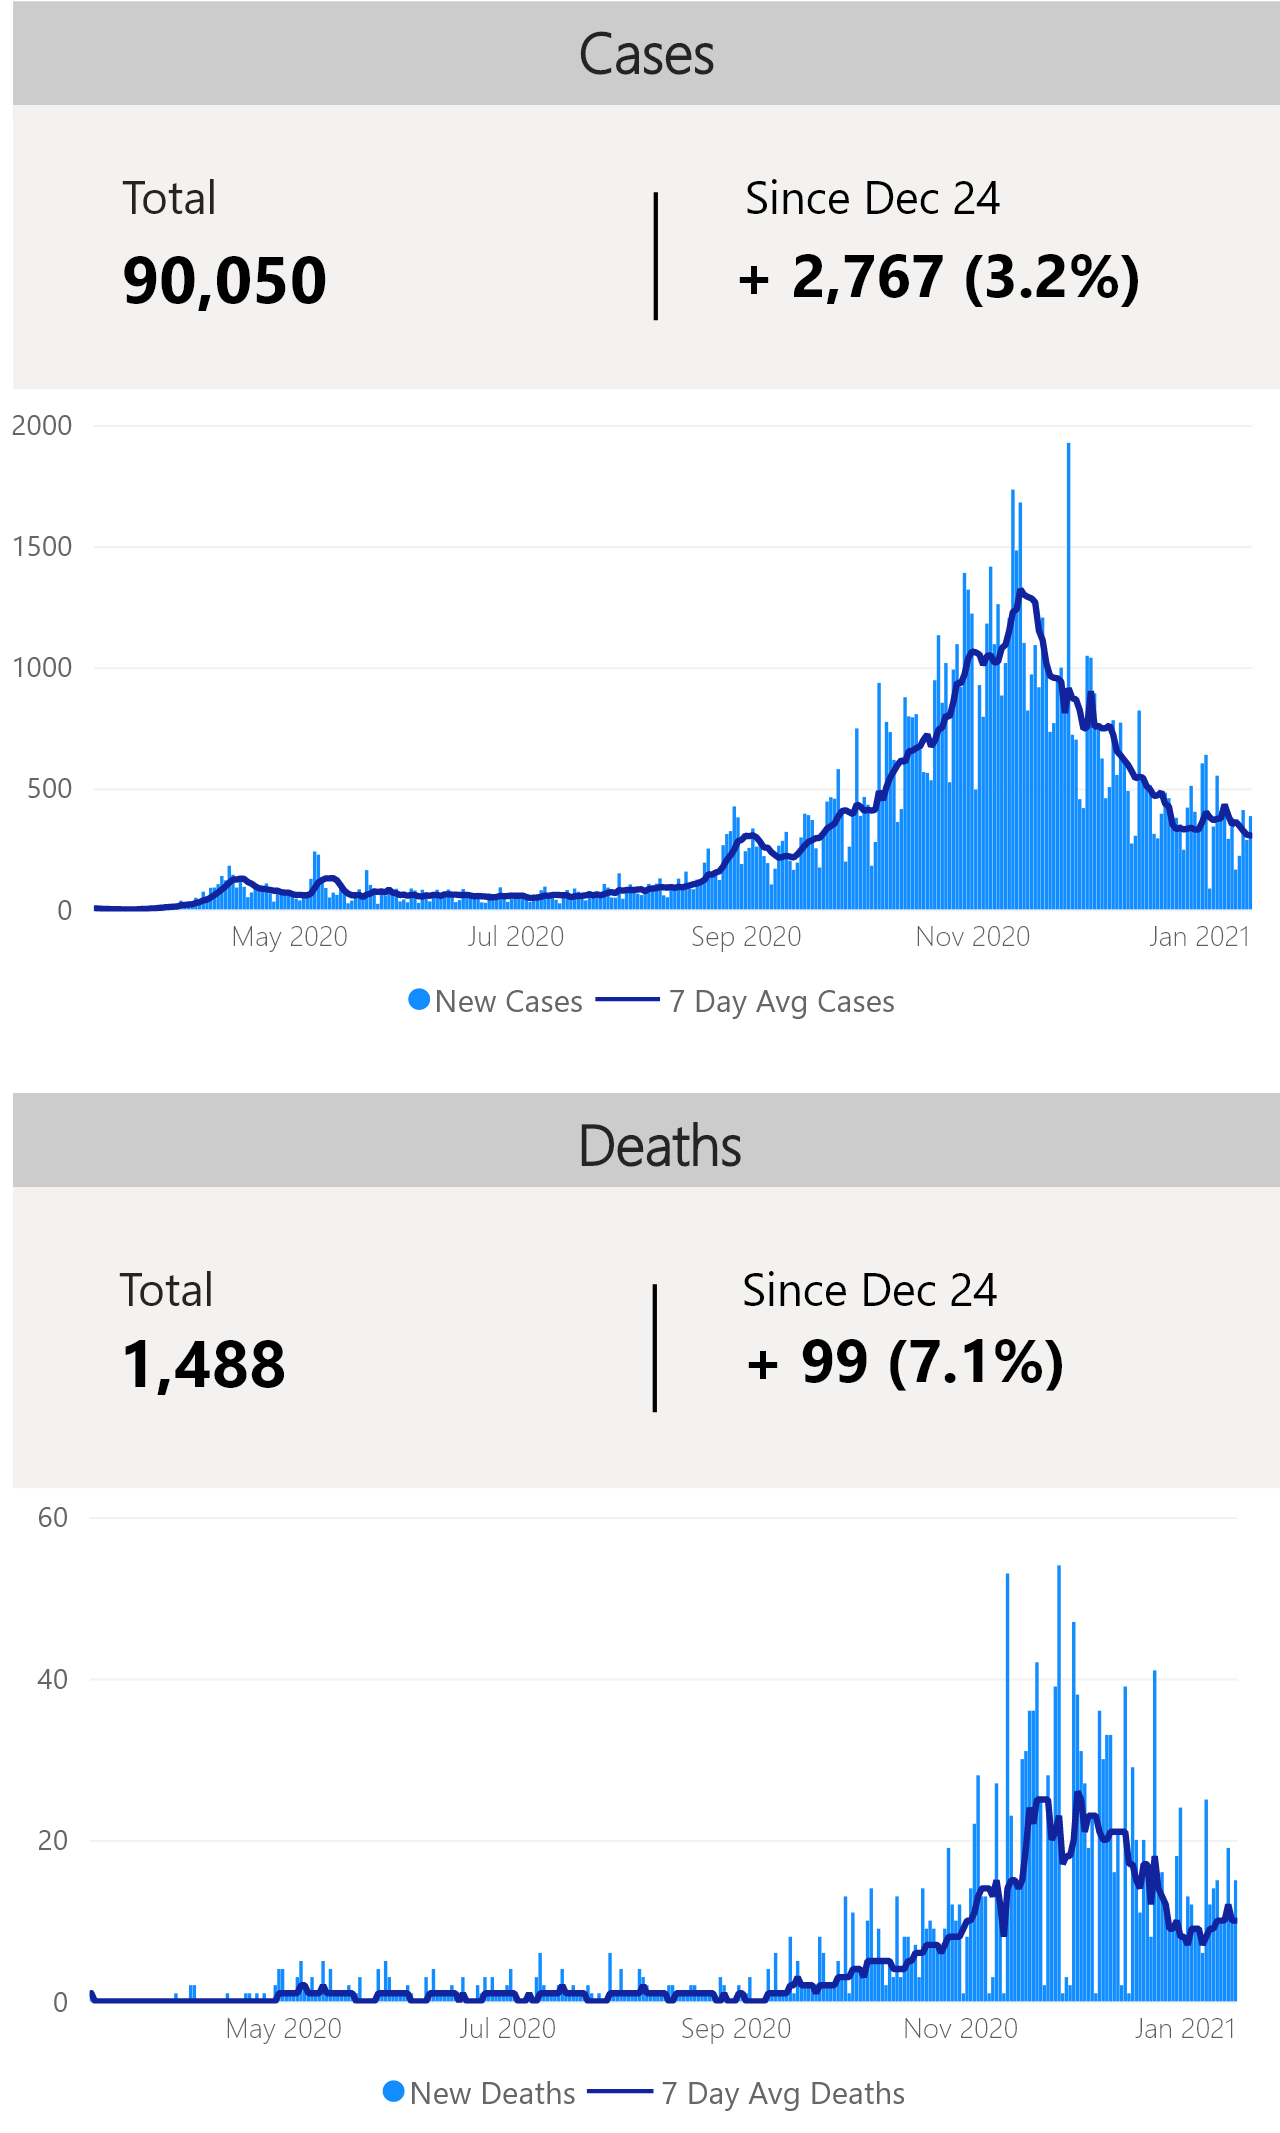 Cases
Total
Since Dec 24
90,050
+ 2,767 (3.2%)
2000
1500
1000
500
0
May 2020
Jul 2020
Sep 2020
Nov 2020
Jan 2021
New Cases
7 Day Avg Cases
Deaths
Total
Since Dec 24
1,488
+ 99 (7.1%)
60
40
20
0
May 2020
Jul 2020
Sep 2020
Nov 2020
Jan 2021
New Deaths
7 Day Avg Deaths